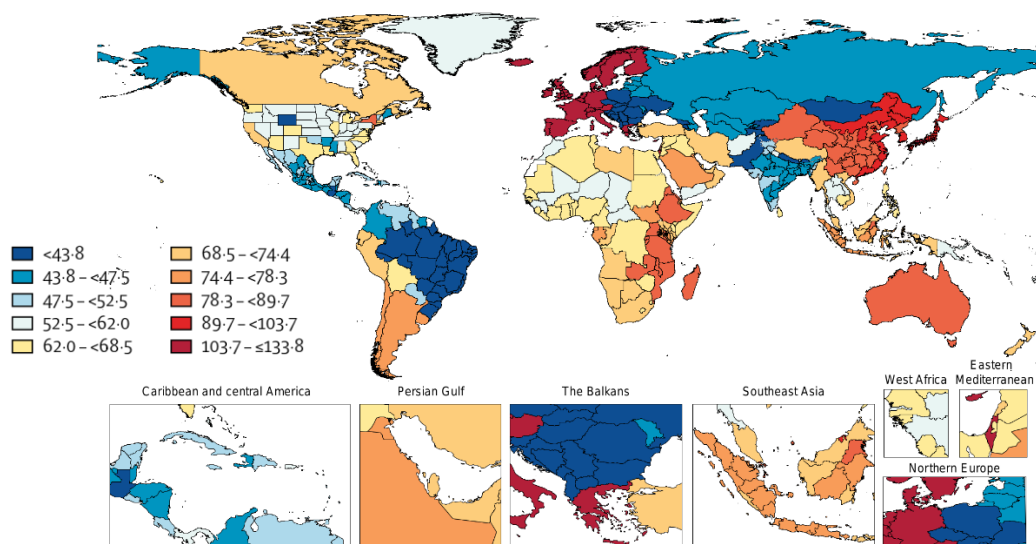 <43·8
43·8 – <47·5
47·5 – <52·5
52·5 – <62·0
62·0 – <68·5
68·5 – <74·4
74·4 – <78·3
78·3 – <89·7
89·7 – <103·7
103·7 – ≤133·8
Caribbean and central America
Persian Gulf
The Balkans
Southeast Asia
West Africa
Eastern
Mediterranean
Northern Europe